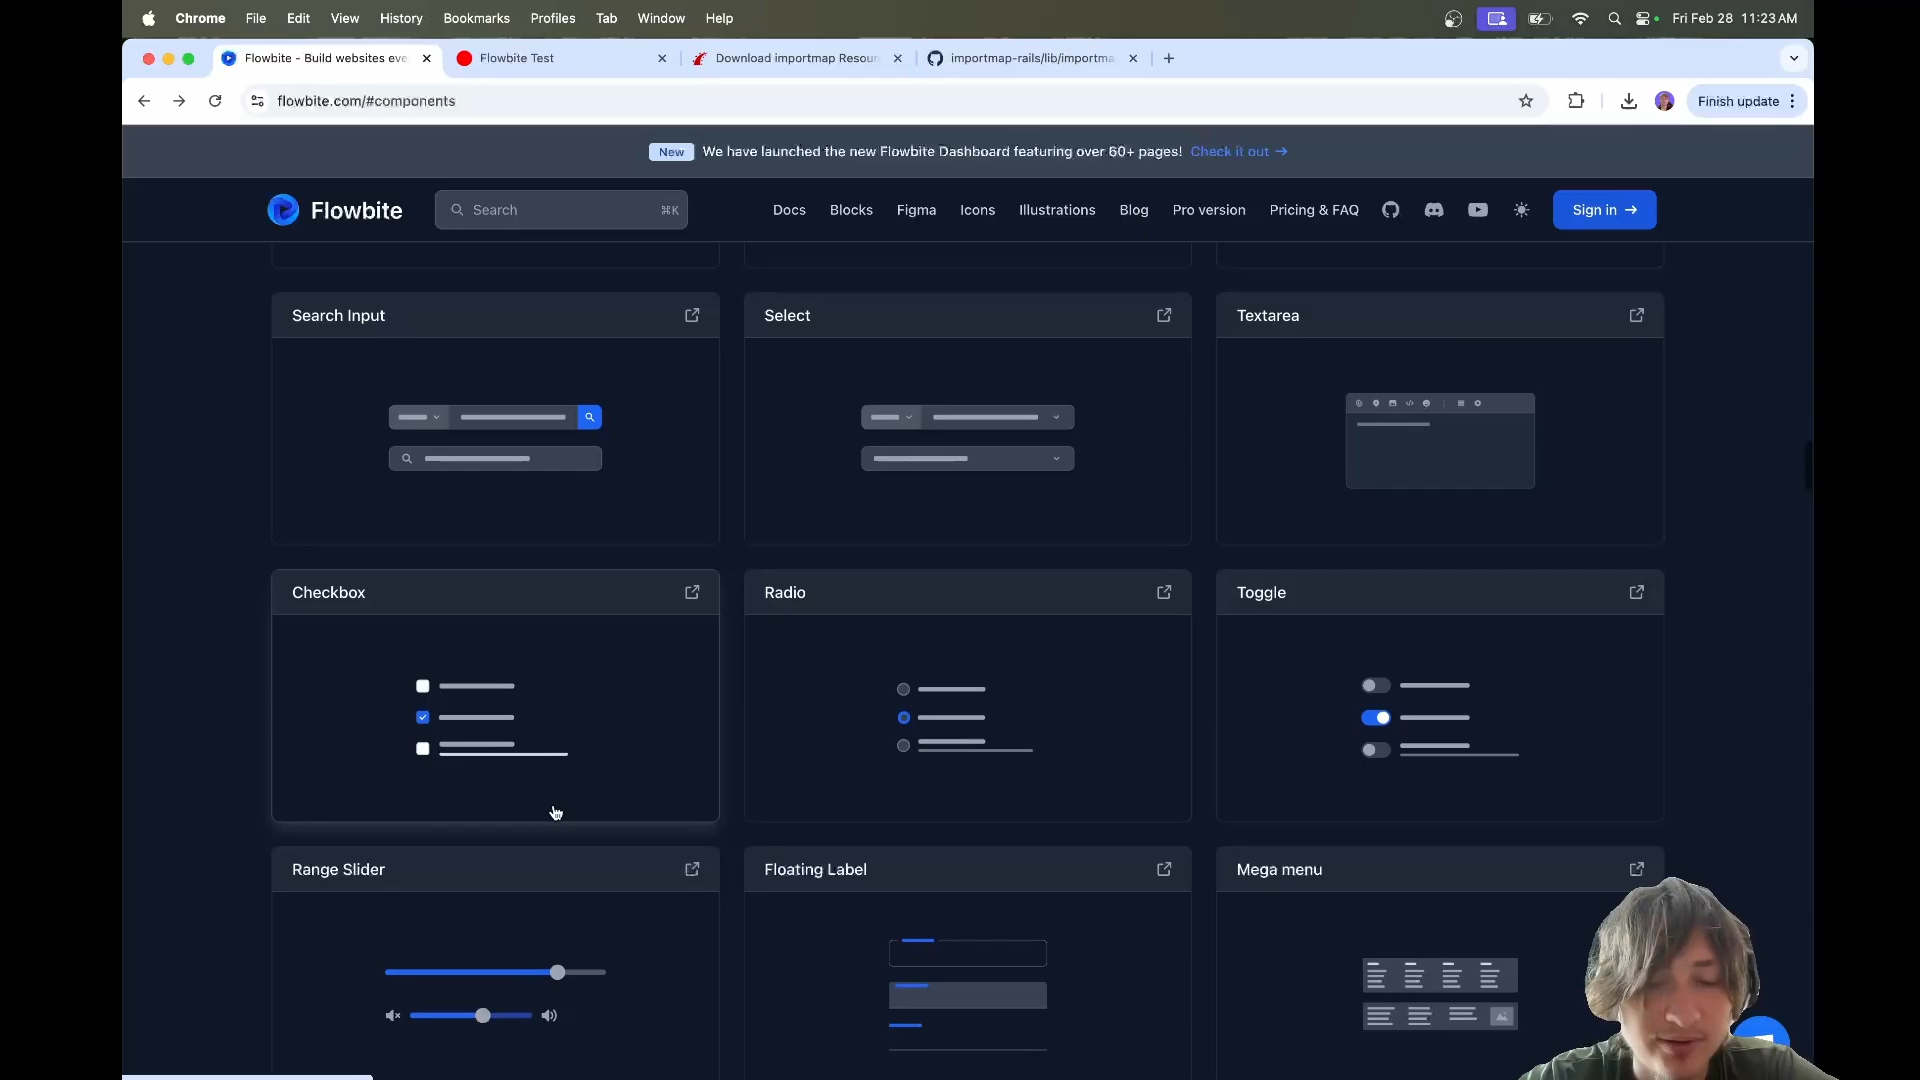 Chrome File Edit View History Bookmarks Profiles Tab Window Help Fri Feb 28 11:23 AM
Flowbite - Build websites eve Flowbite Test Download importmap Resour importmap-rails/lib/importma
flowbite.com/#components Finish update
New We have launched the new Flowbite Dashboard featuring over 60+ pages! Check it out →
Flowbite Search ⌘K Docs Blocks Figma Icons Illustrations Blog Pro version Pricing & FAQ Sign in →
Search Input Select Textarea
Checkbox Radio Toggle
Range Slider Floating Label Mega menu